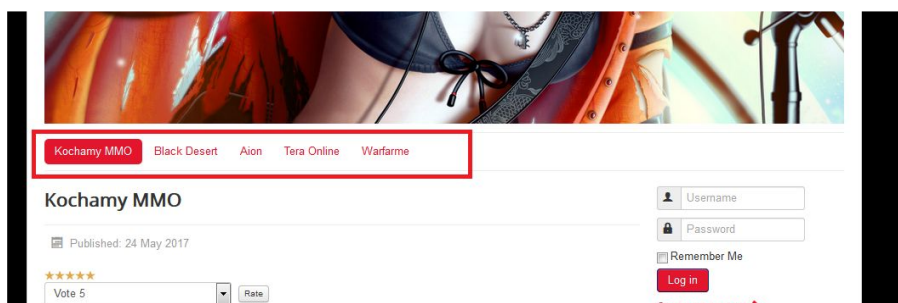 Kochamy MMO Black Desert Aion Tera Online Warfarme
Kochamy MMO
Username
Password
Published: 24 May 2017
Remember Me
Log in
Vote 5 Rate